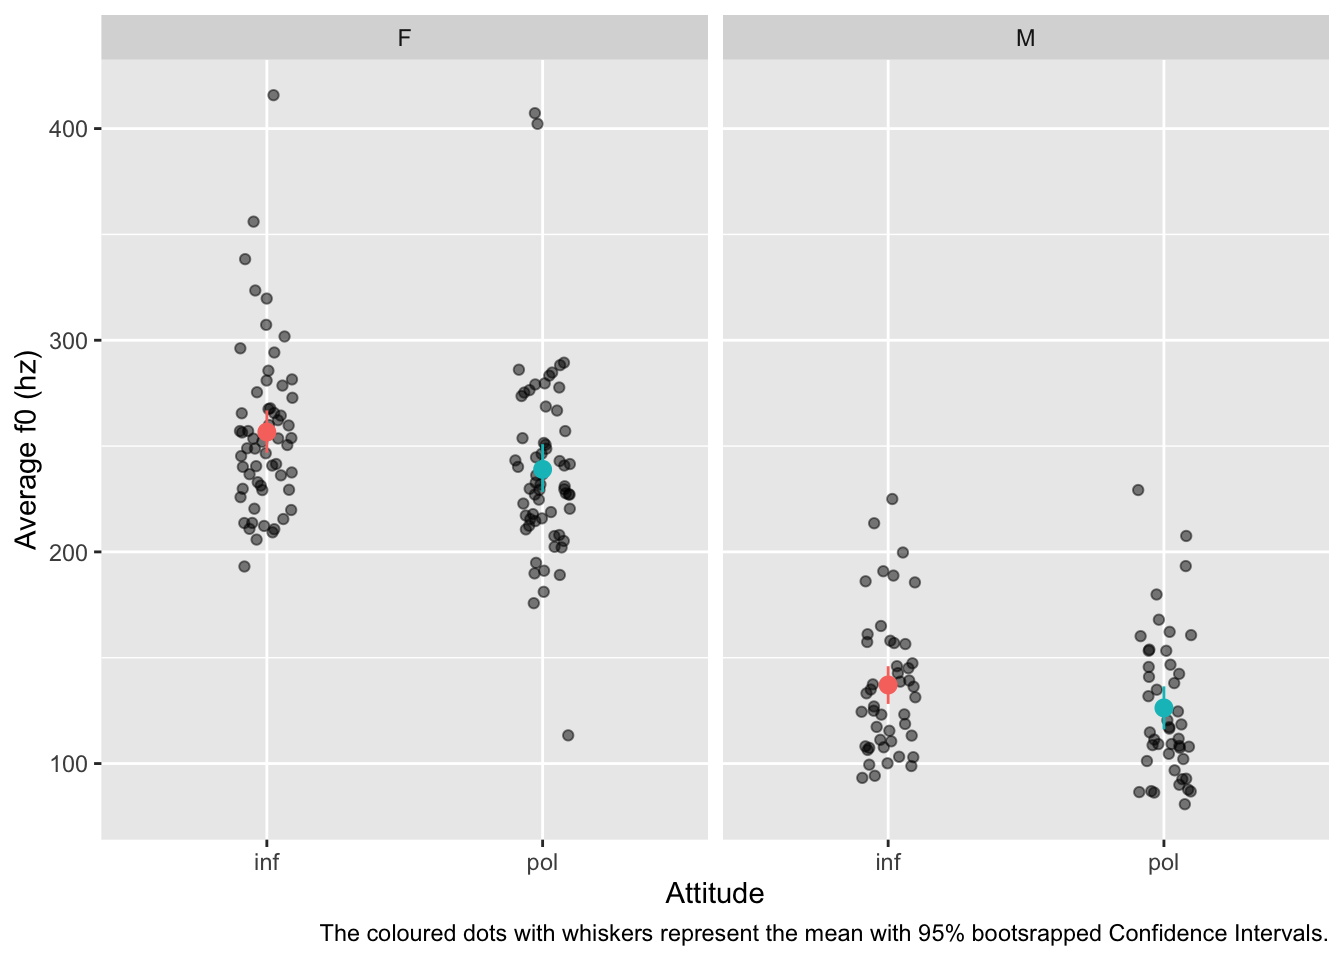 F
M
400
300
200
100
Average f0 (hz)
inf
pol
inf
pol
Attitude
The coloured dots with whiskers represent the mean with 95% bootsrapped Confidence Intervals.